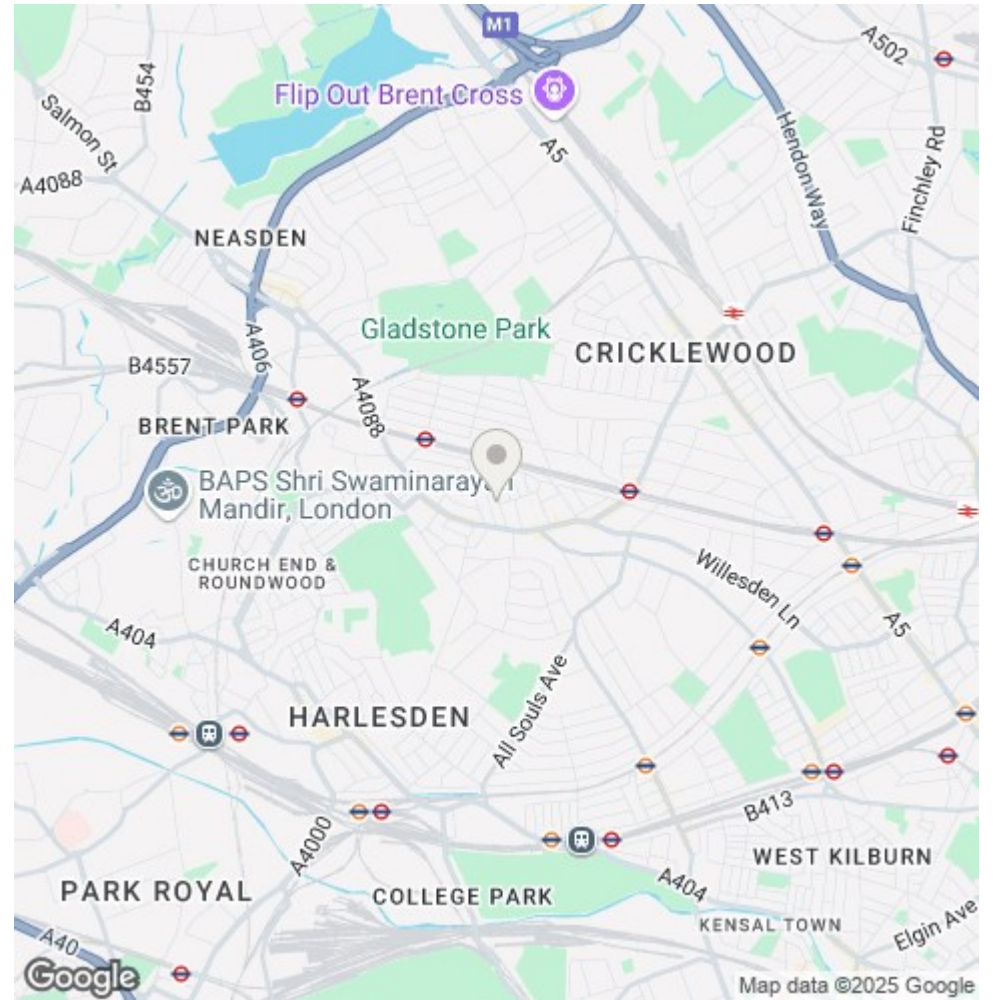 M1
A502
B454
Flip Out Brent Cross
Salmon St
A5
Hendon Way
Finchley Rd
A4088
NEASDEN
Gladstone Park
A406
CRICKLEWOOD
B4557
A4088
BRENT PARK
BAPS Shri Swaminarayan
Mandir, London
CHURCH END &
ROUNDWOOD
Willesden Ln
A404
A5
All Souls Ave
HARLESDEN
B413
A4000
WEST KILBURN
PARK ROYAL
COLLEGE PARK
A404
KENSAL TOWN
Elgin Ave
A40
Google
Map data ©2025 Google